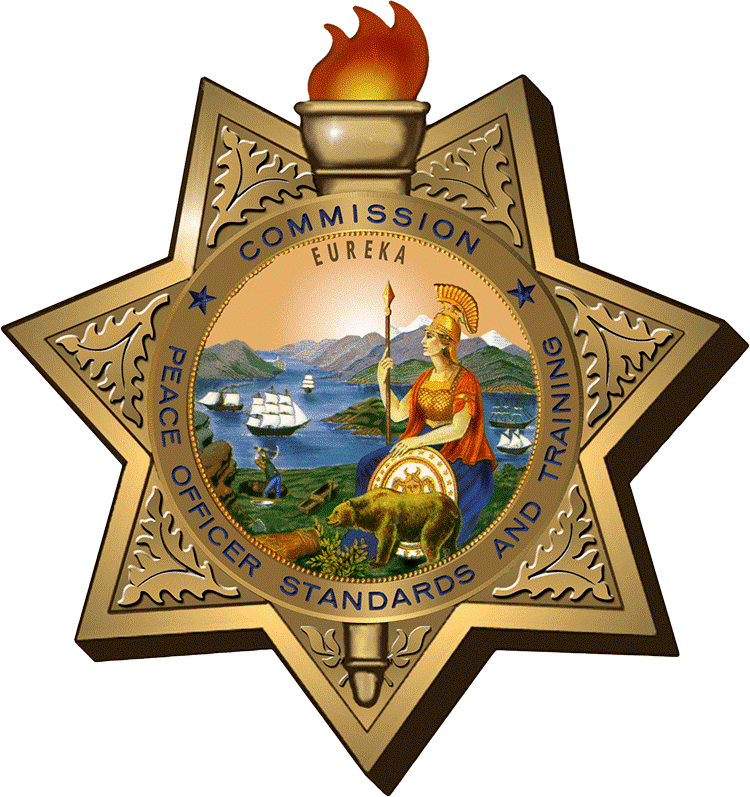 COMMISSION
EUREKA
PEACE OFFICER STANDARDS AND TRAINING